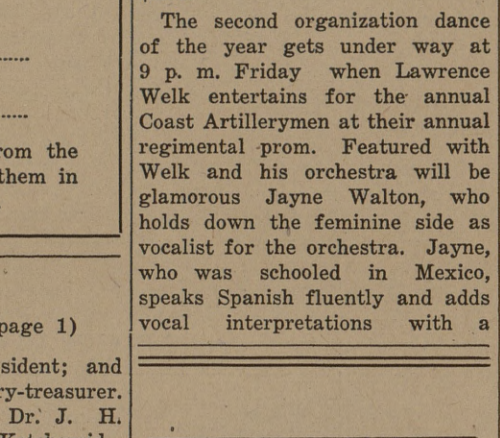 rom the
them in
page 1)
sident; and
ry-treasurer.
Dr. J. H.
The second organization dance
of the year gets under way at
9 p. m. Friday when Lawrence
Welk entertains for the annual
Coast Artillerymen at their annual
regimental prom. Featured with
Welk and his orchestra will be
glamorous Jayne Walton, who
holds down the feminine side as
vocalist for the orchestra. Jayne,
who was schooled in Mexico,
speaks Spanish fluently and adds
vocal interpretations with a